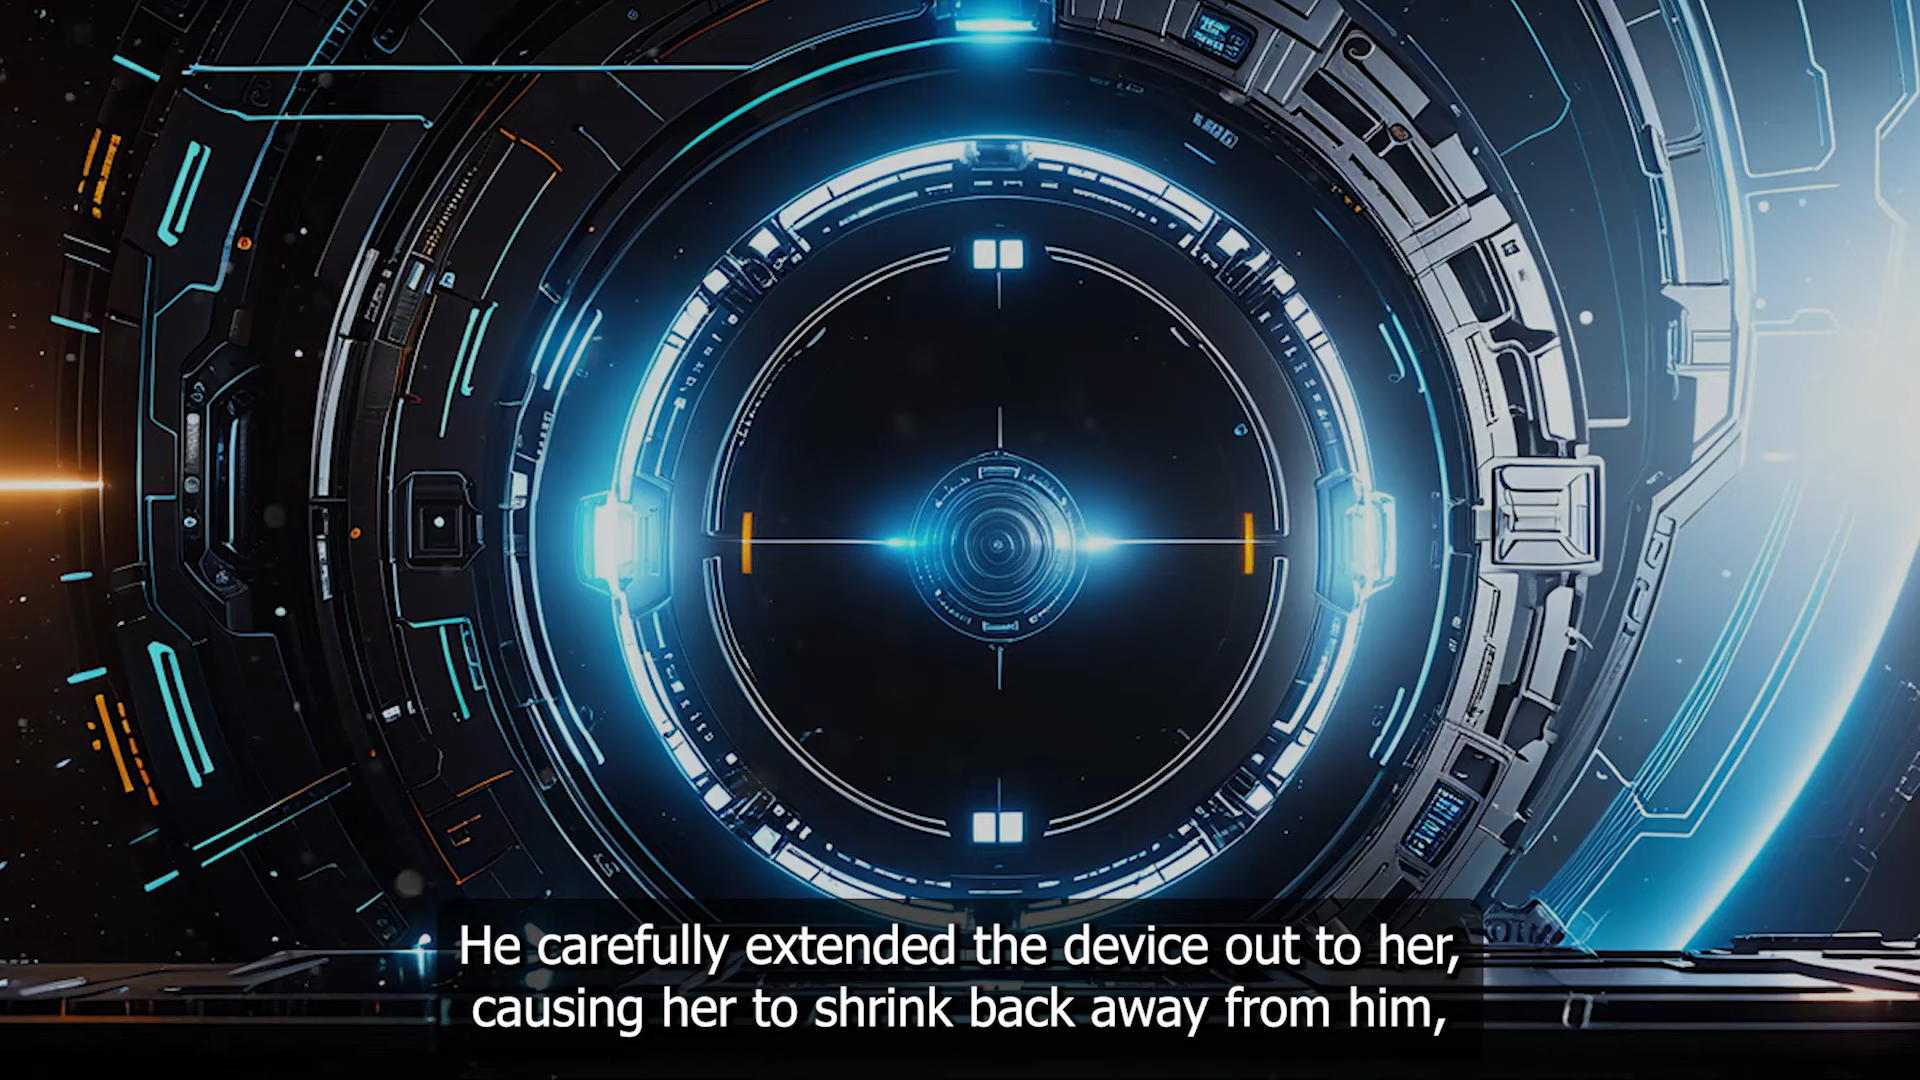 He carefully extended the device out to her,
causing her to shrink back away from him,